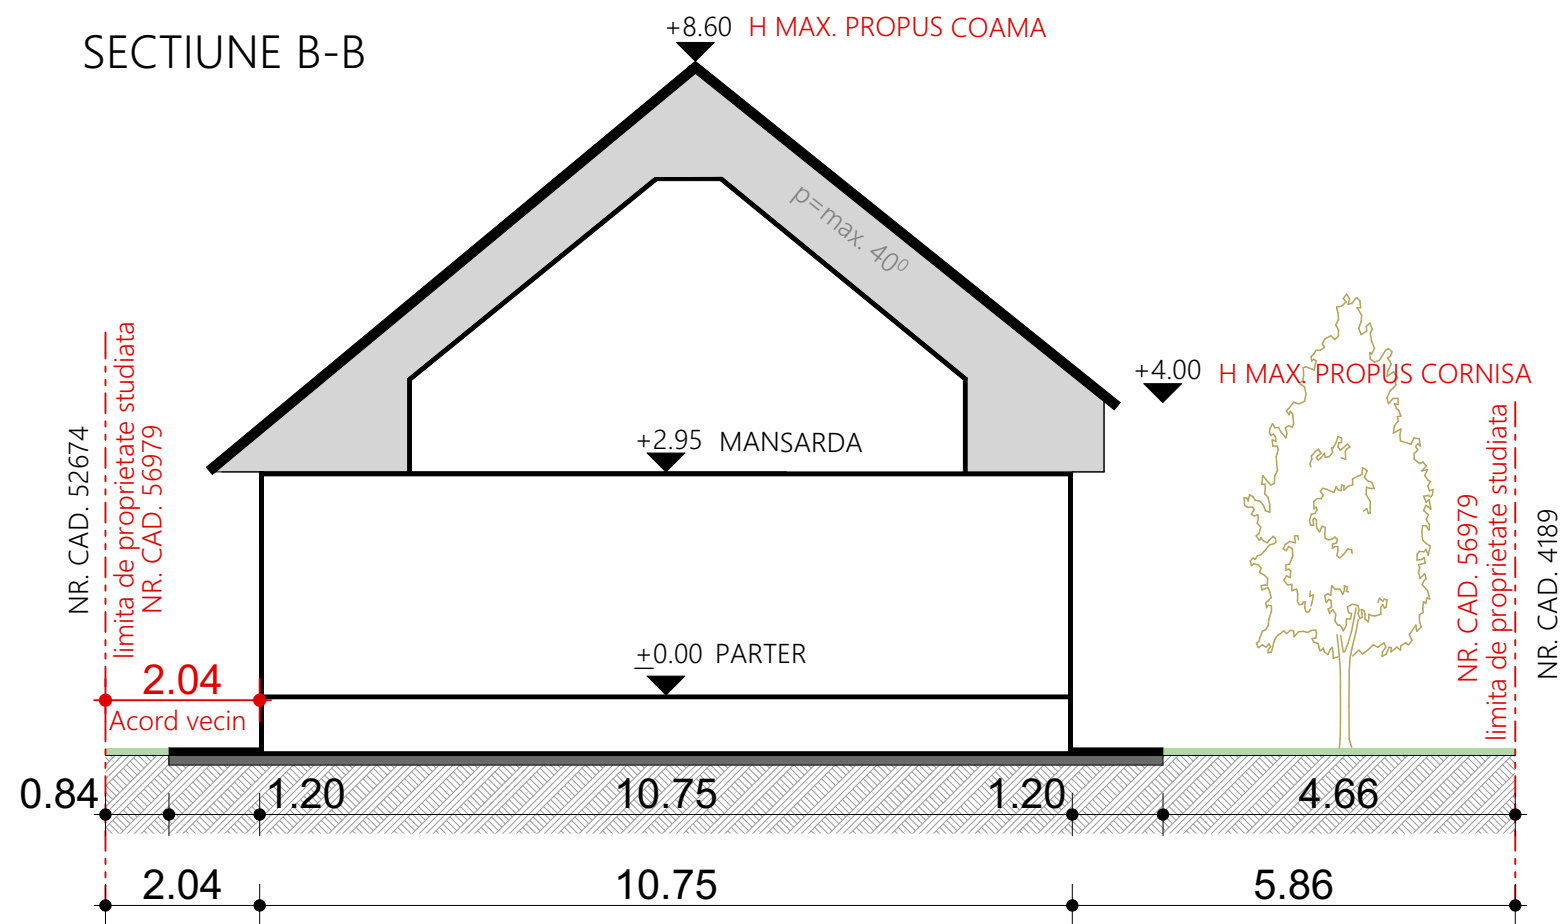 SECTIUNE B-B
+8.60 H MAX. PROPUS COAMA
p=max. 40⁰
+4.00 H MAX. PROPUS CORNISA
+2.95 MANSARDA
NR. CAD. 52674
limita de proprietate studiata
NR. CAD. 56979
NR. CAD. 56979
limita de proprietate studiata
NR. CAD. 4189
±0.00 PARTER
2.04
Acord vecin
0.84 1.20 10.75 1.20 4.66
2.04 10.75 5.86